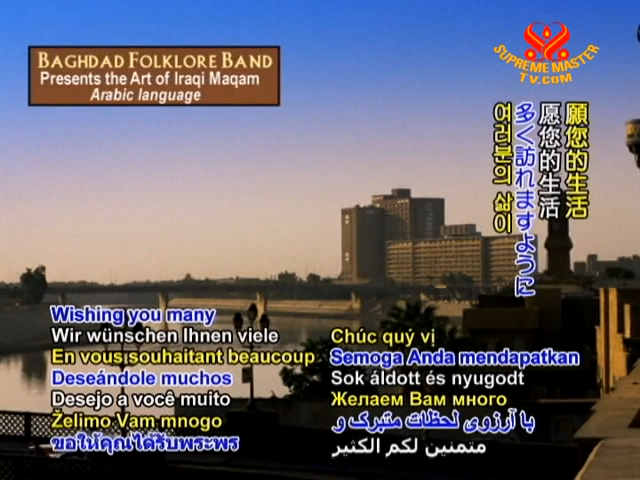 BAGHDAD FOLKLORE BAND
Presents the Art of Iraqi Maqam
Arabic language
SUPREME MASTER
TV.COM
願您的生活
愿您的生活
多く訪れますように
여러분의 삶이
Wishing you many
Wir wünschen Ihnen viele
En vous souhaitant beaucoup
Deseándole muchos
Desejo a você muito
Želimo Vam mnogo
ขอให้คุณได้รับพระพร
Chúc quý vị
Semoga Anda mendapatkan
Sok áldott és nyugodt
Желаем Вам много
با آرزوی لحظات متبرک و
متمنين لكم الكثير